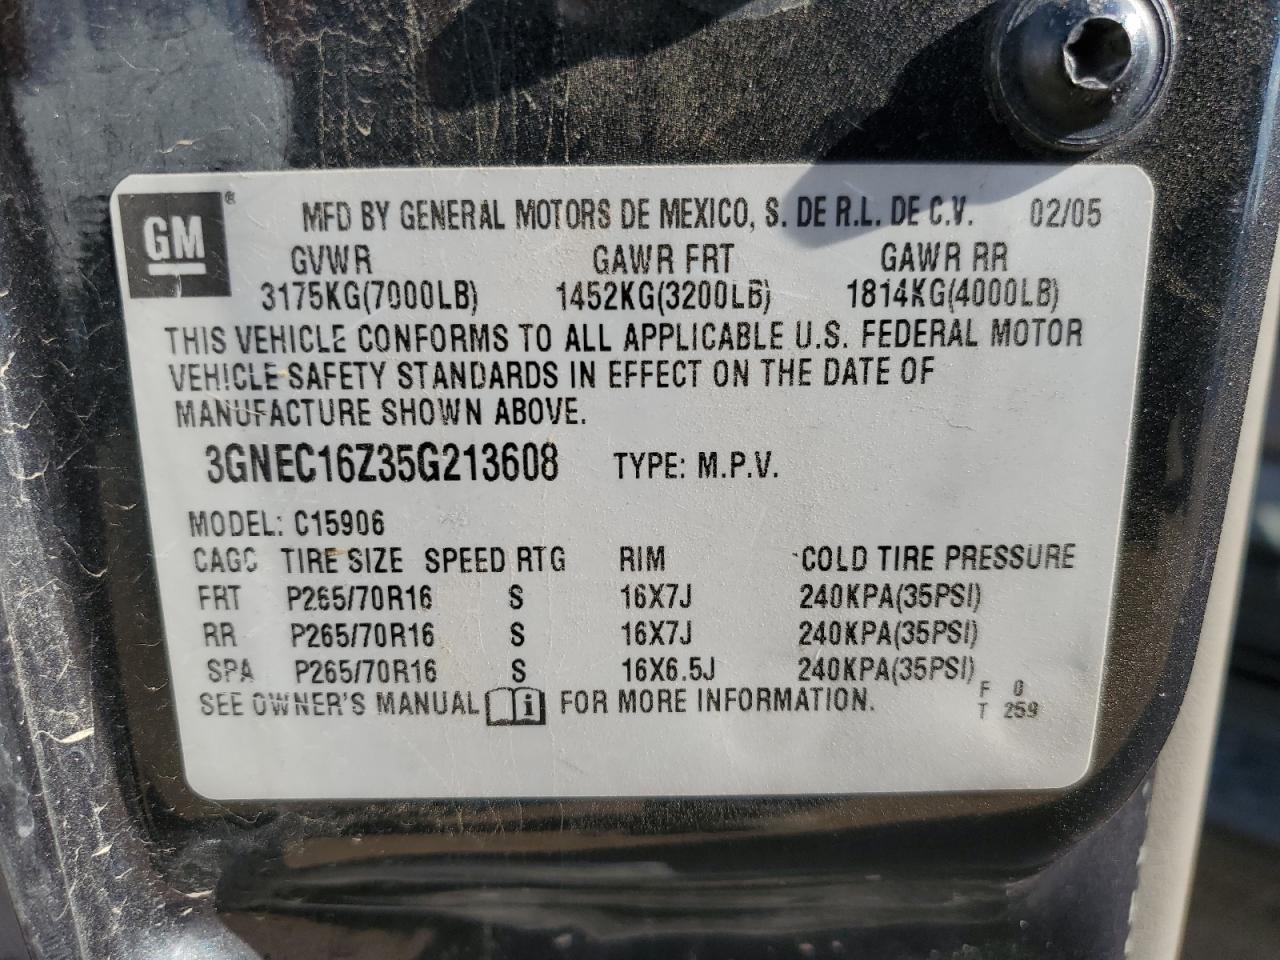 GM® MFD BY GENERAL MOTORS DE MEXICO, S. DE R.L. DE C.V. 02/05
GVWR GAWR FRT GAWR RR
3175KG(7000LB) 1452KG(3200LB) 1814KG(4000LB)
THIS VEHICLE CONFORMS TO ALL APPLICABLE U.S. FEDERAL MOTOR
VEHICLE SAFETY STANDARDS IN EFFECT ON THE DATE OF
MANUFACTURE SHOWN ABOVE.
3GNEC16Z35G213608 TYPE: M.P.V.
MODEL: C15906
CAGC TIRE SIZE SPEED RTG RIM COLD TIRE PRESSURE
FRT P265/70R16 S 16X7J 240KPA(35PSI)
RR P265/70R16 S 16X7J 240KPA(35PSI)
SPA P265/70R16 S 16X6.5J 240KPA(35PSI)
SEE OWNER'S MANUAL i FOR MORE INFORMATION.
F 0
T 259